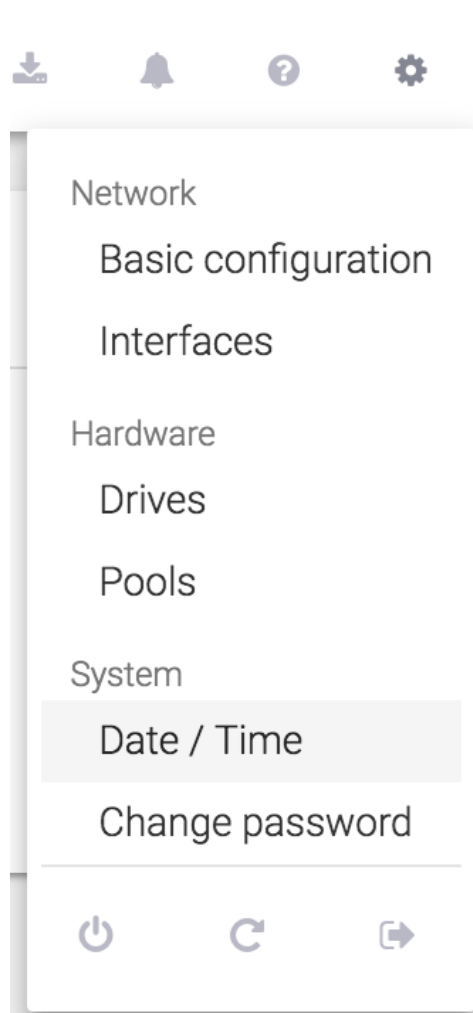 Network
Basic configuration
Interfaces
Hardware
Drives
Pools
System
Date / Time
Change password